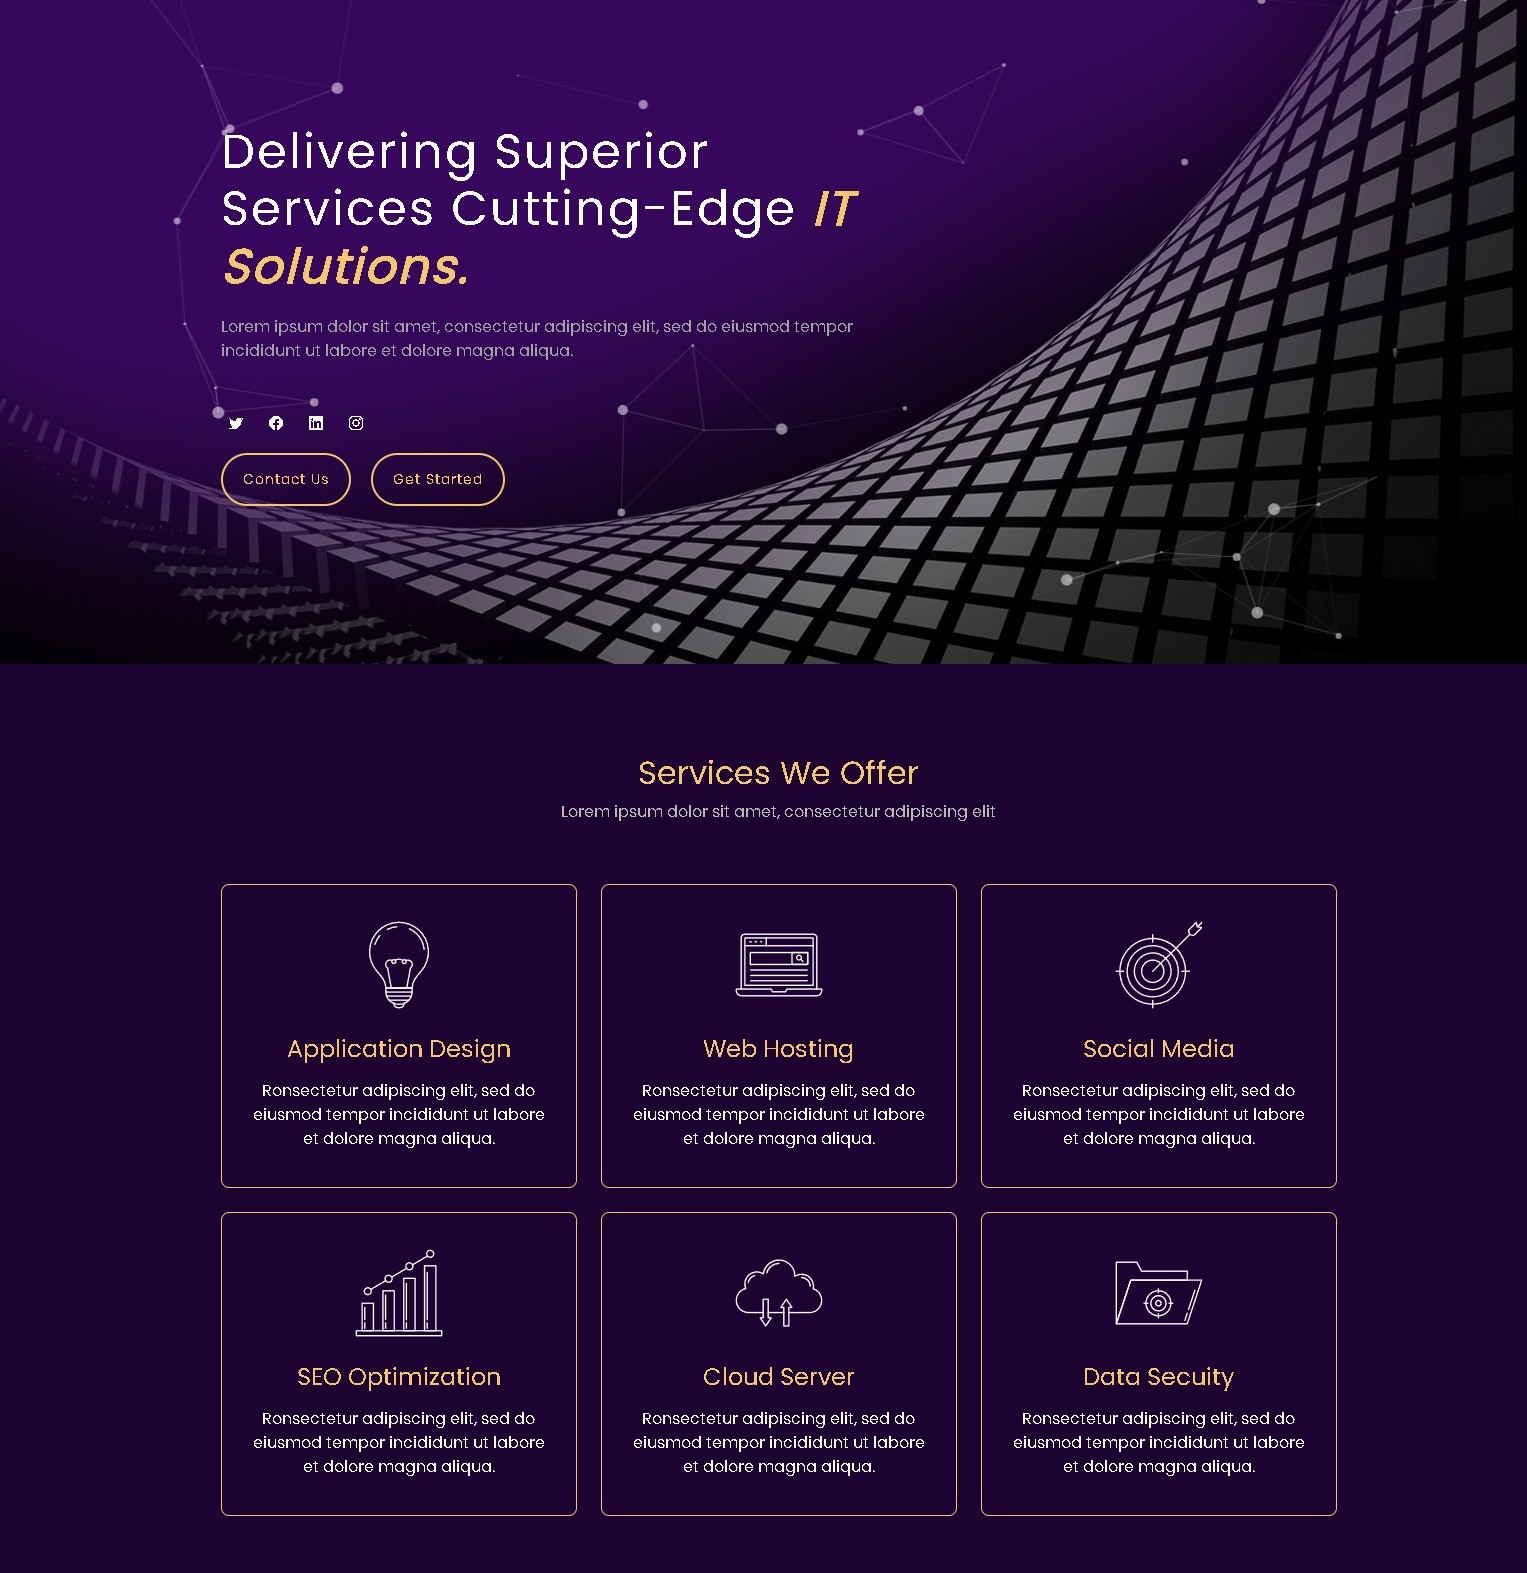 Delivering Superior
Services Cutting-Edge IT
Solutions.
Lorem ipsum dolor sit amet, consectetur adipiscing elit, sed do eiusmod tempor
incididunt ut labore et dolore magna aliqua.
Contact Us
Get Started
Services We Offer
Lorem ipsum dolor sit amet, consectetur adipiscing elit
Application Design
Ronsectetur adipiscing elit, sed do
eiusmod tempor incididunt ut labore
et dolore magna aliqua.
Web Hosting
Ronsectetur adipiscing elit, sed do
eiusmod tempor incididunt ut labore
et dolore magna aliqua.
Social Media
Ronsectetur adipiscing elit, sed do
eiusmod tempor incididunt ut labore
et dolore magna aliqua.
SEO Optimization
Ronsectetur adipiscing elit, sed do
eiusmod tempor incididunt ut labore
et dolore magna aliqua.
Cloud Server
Ronsectetur adipiscing elit, sed do
eiusmod tempor incididunt ut labore
et dolore magna aliqua.
Data Secuity
Ronsectetur adipiscing elit, sed do
eiusmod tempor incididunt ut labore
et dolore magna aliqua.